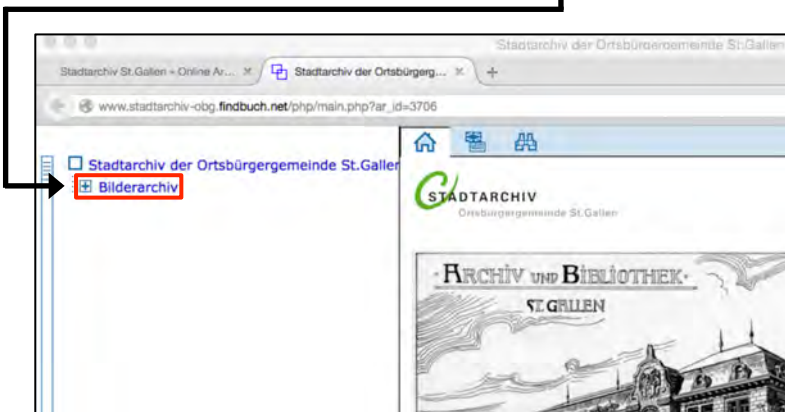 Stadtarchiv der Ortsbürgergemeinde St.Gallen
Stadtarchiv St.Gallen - Online Ar... × Stadtarchiv der Ortsbürgerg... × +
www.stadtarchiv-obg.findbuch.net/php/main.php?ar_id=3706
Stadtarchiv der Ortsbürgergemeinde St.Galler
Bilderarchiv
STADTARCHIV
Ortsbürgergemeinde St.Gallen
·ARCHIV UND BIBLIOTHEK·
ST. GALLEN